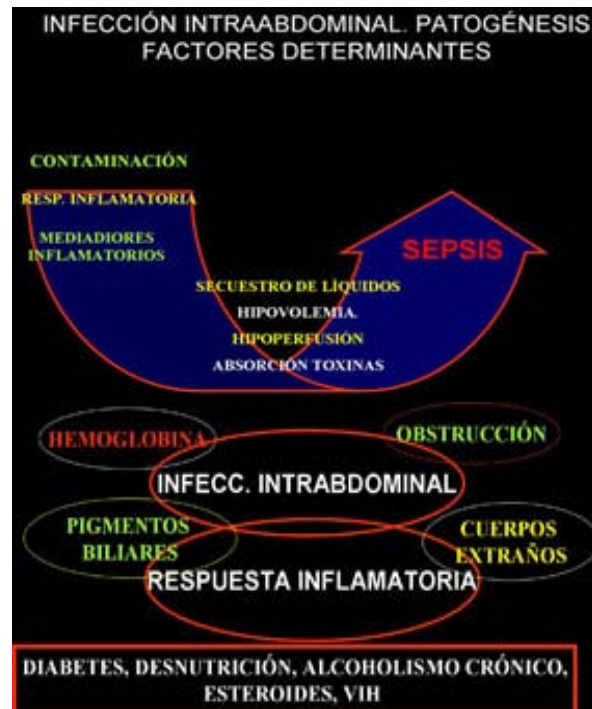 INFECCIÓN INTRAABDOMINAL. PATOGÉNESIS
FACTORES DETERMINANTES
CONTAMINACIÓN
RESP. INFLAMATORIA
MEDIADIORES
INFLAMATORIOS
SEPSIS
SECUESTRO DE LÍQUIDOS
HIPOVOLEMIA.
HIPOPERFUSIÓN
ABSORCIÓN TOXINAS
HEMOGLOBINA
OBSTRUCCIÓN
INFECC. INTRABDOMINAL
PIGMENTOS
BILIARES
CUERPOS
EXTRAÑOS
RESPUESTA INFLAMATORIA
DIABETES, DESNUTRICIÓN, ALCOHOLISMO CRÓNICO,
ESTEROIDES, VIH